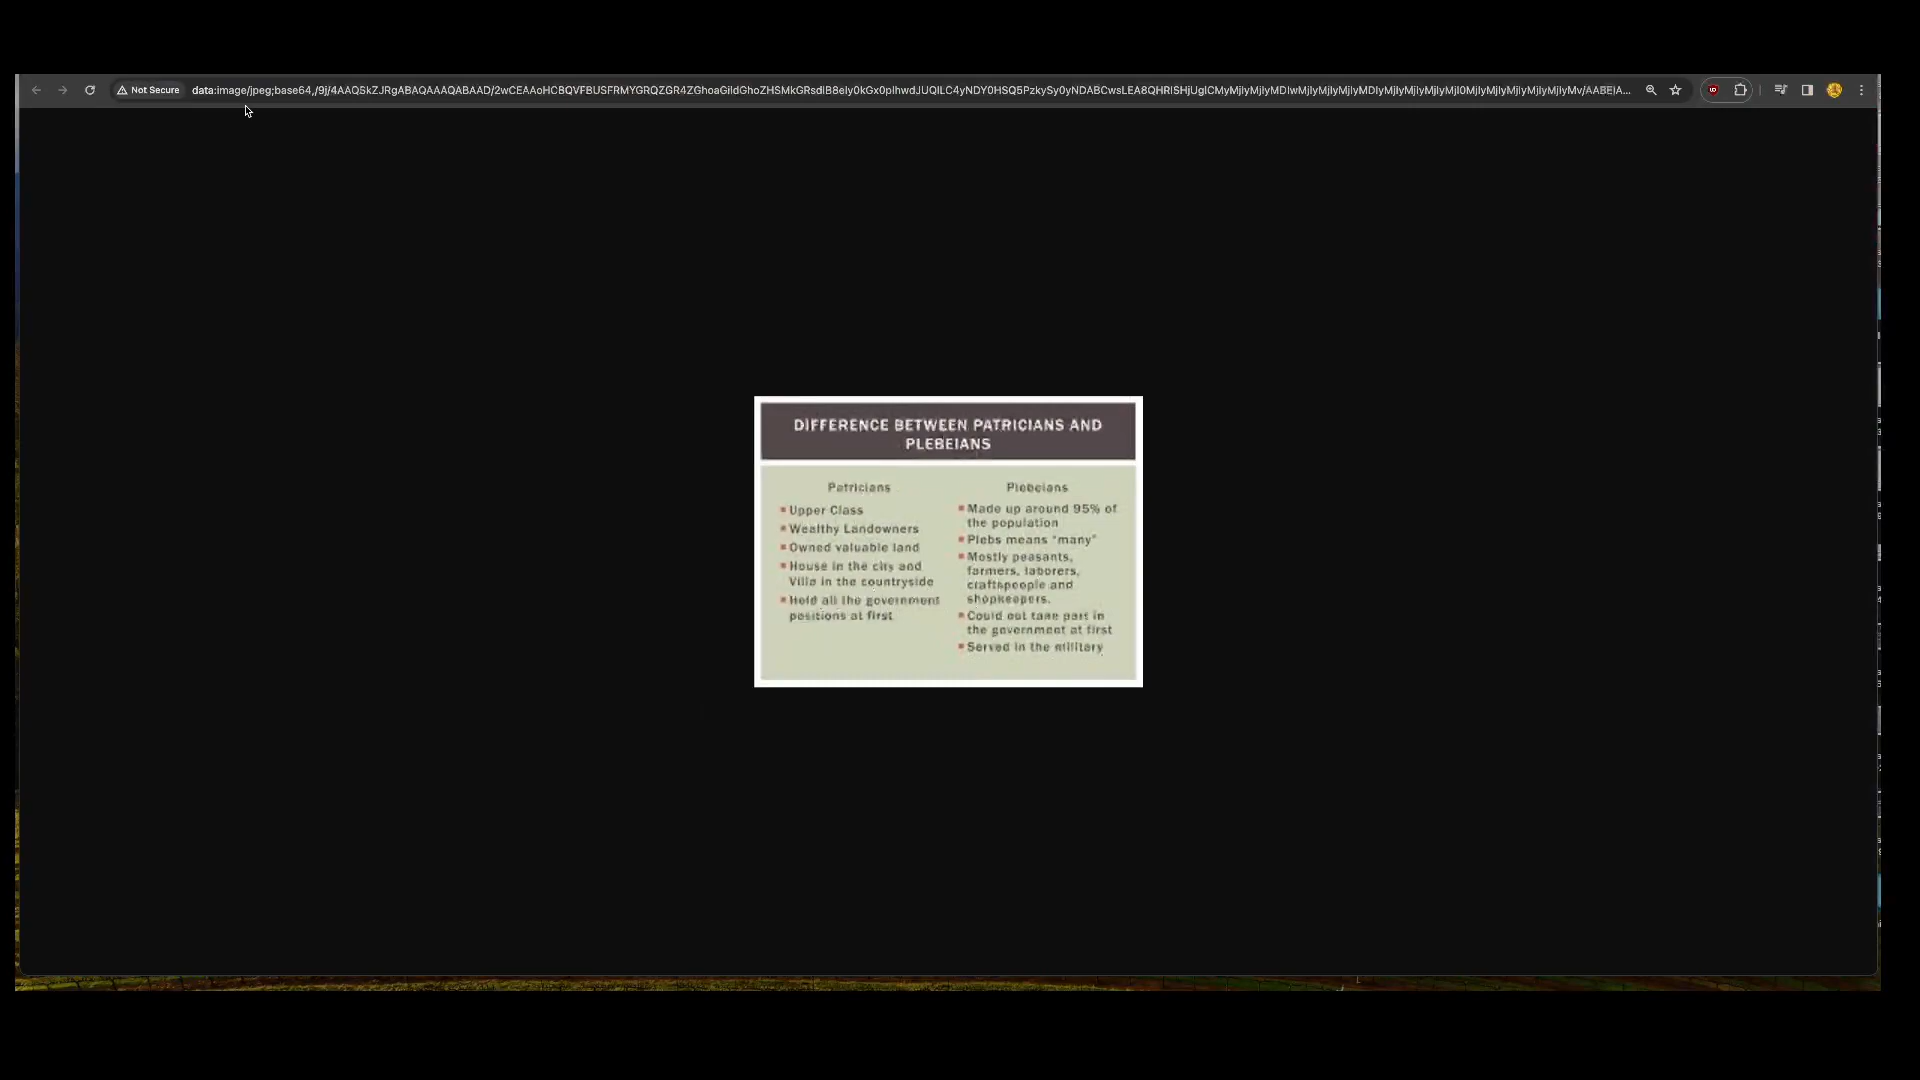 Not Secure
DIFFERENCE BETWEEN PATRICIANS AND
PLEBEIANS
Patricians
Upper Class
Wealthy Landowners
Owned valuable land
House in the city and
Villa in the countryside
Held all the government
positions at first
Plebeians
Made up around 95% of
the population
Plebs means "many"
Mostly peasants,
farmers, laborers,
craftspeople and
shopkeepers.
Could not take part in
the government at first
Served in the military